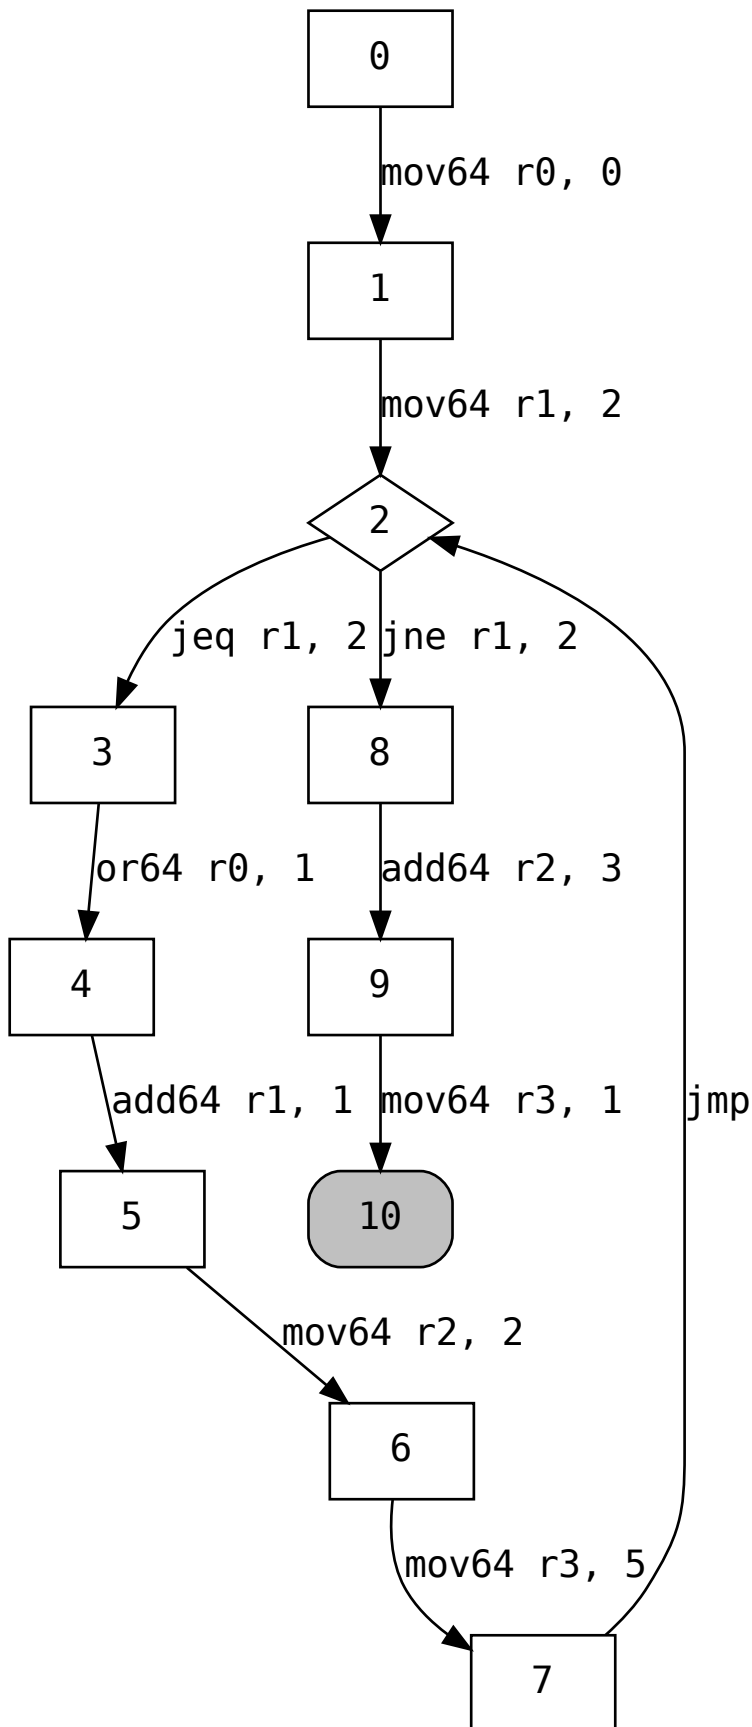 0
mov64 r0, 0
1
mov64 r1, 2
2
jeq r1, 2
jne r1, 2
3
8
or64 r0, 1
add64 r2, 3
4
9
add64 r1, 1
mov64 r3, 1
jmp
5
10
mov64 r2, 2
6
mov64 r3, 5
7